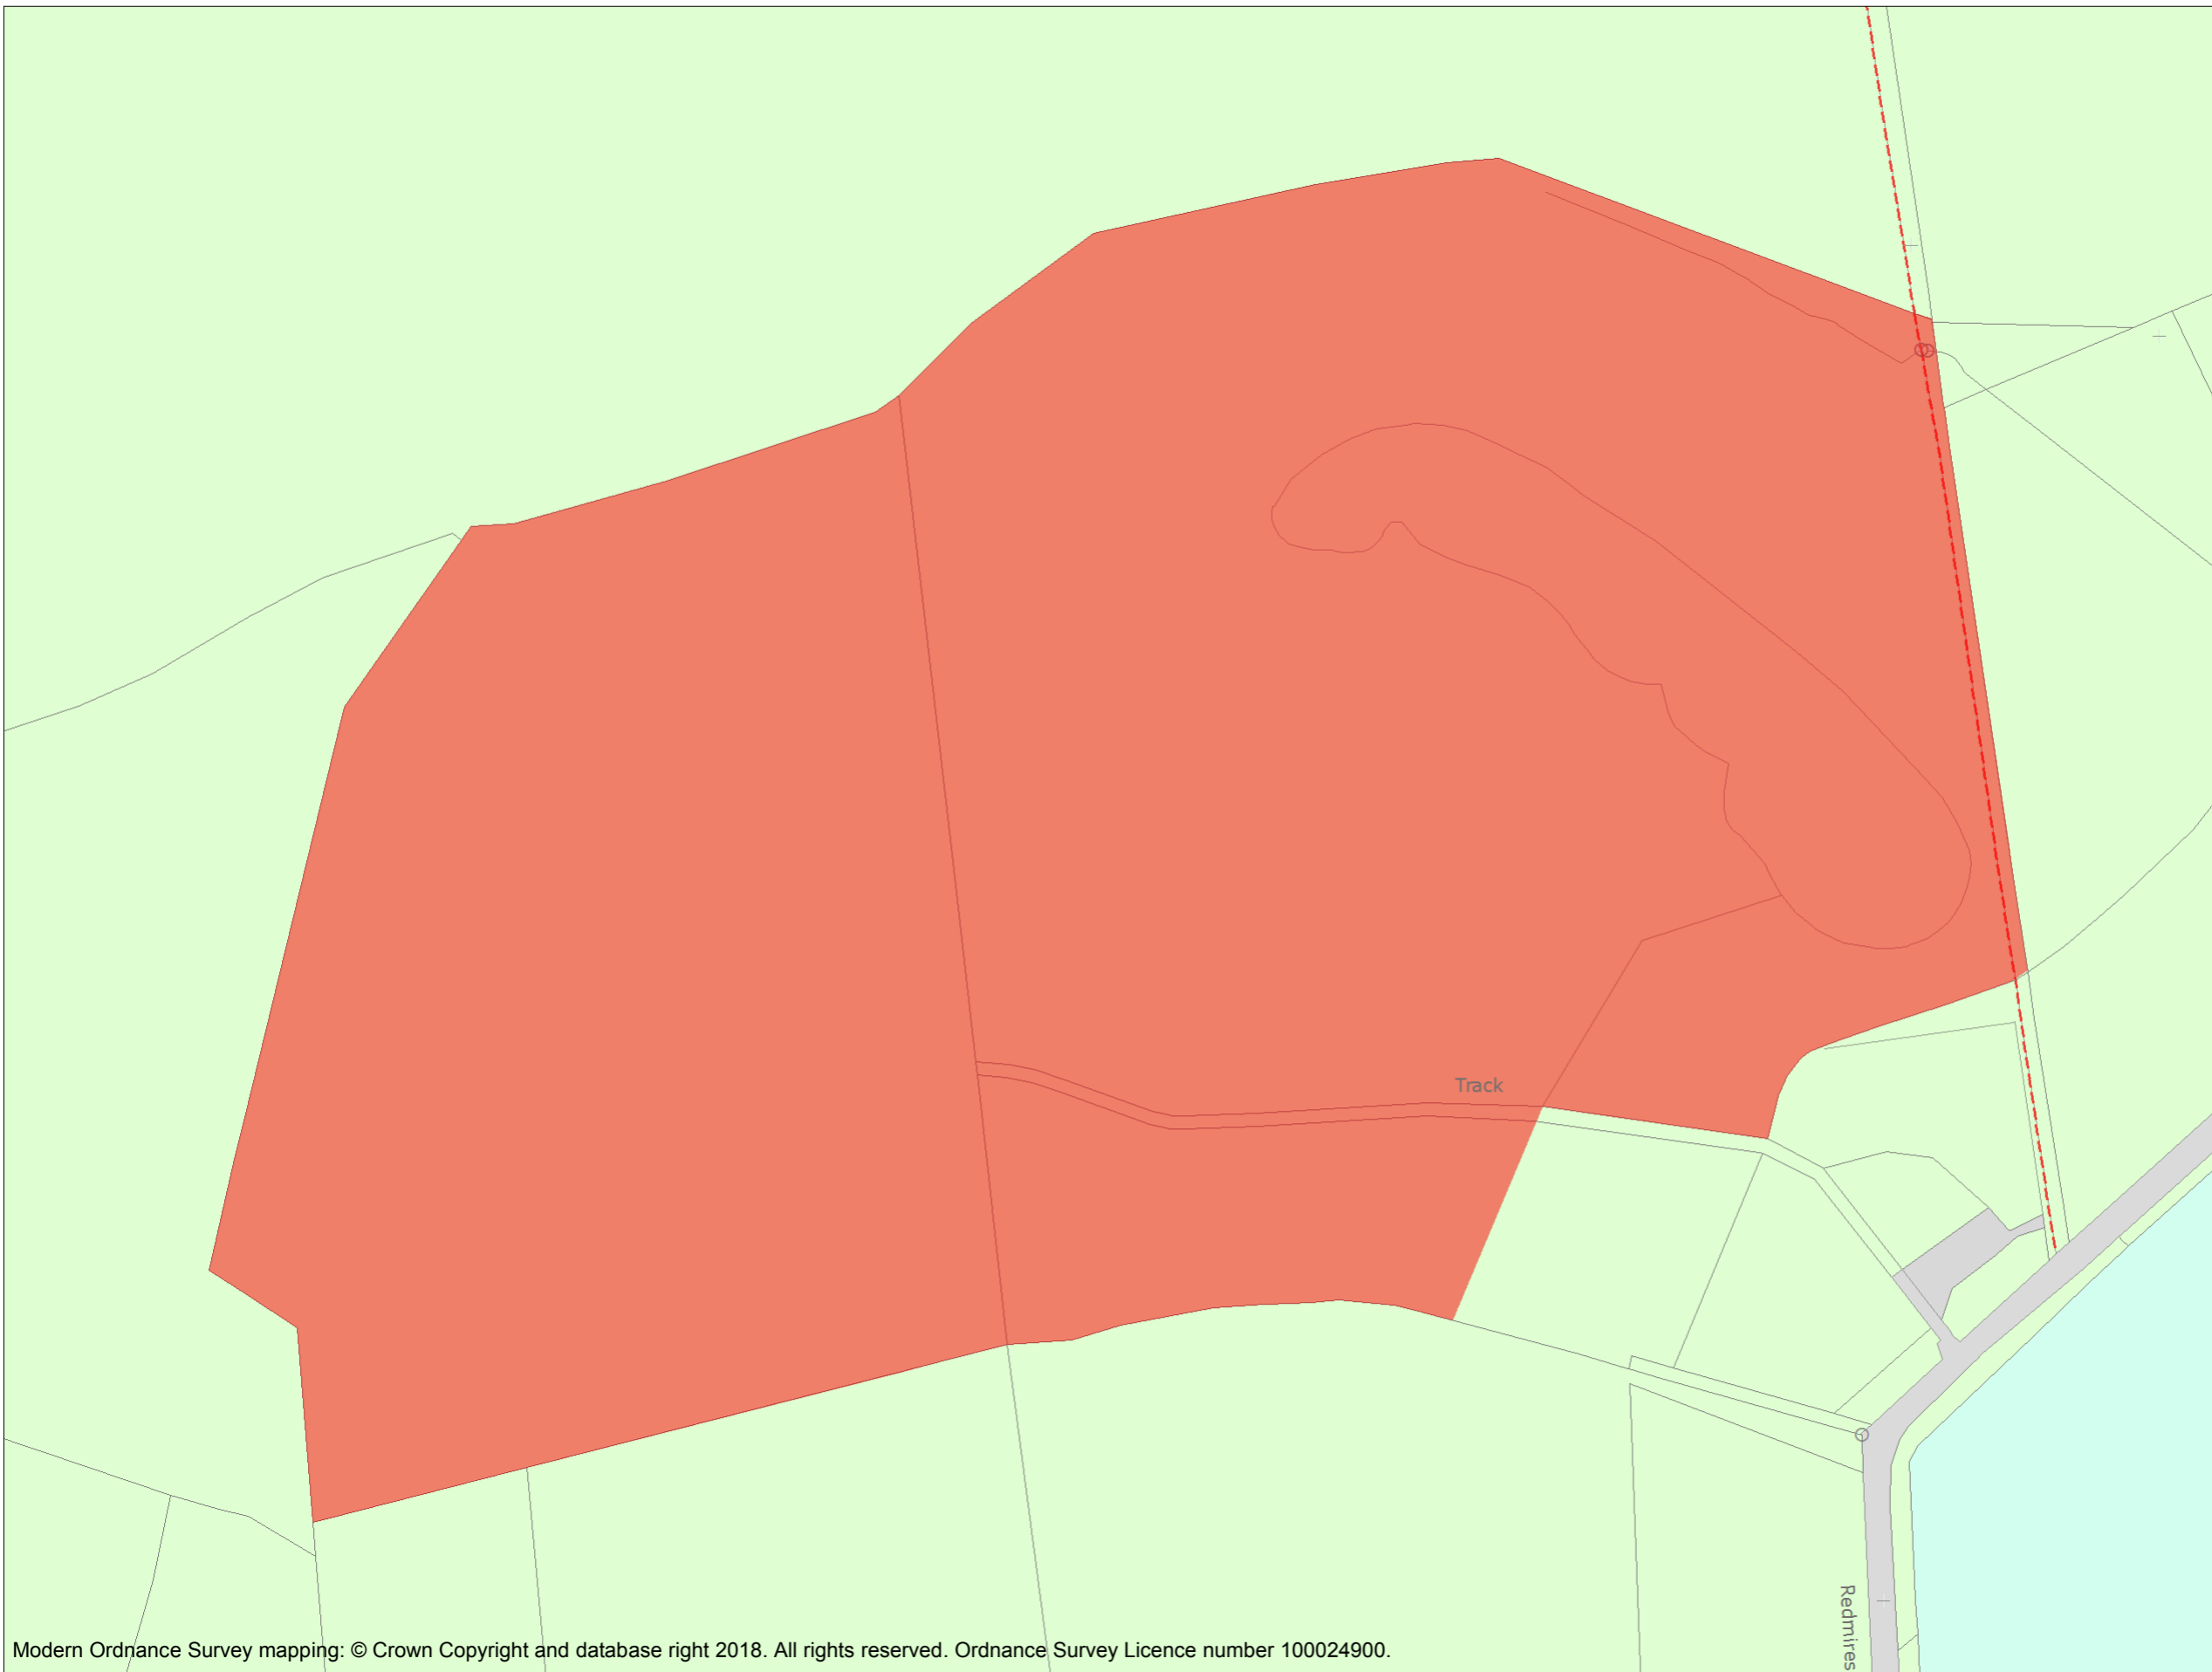 Track
Redmires
Modern Ordnance Survey mapping: © Crown Copyright and database right 2018. All rights reserved. Ordnance Survey Licence number 100024900.